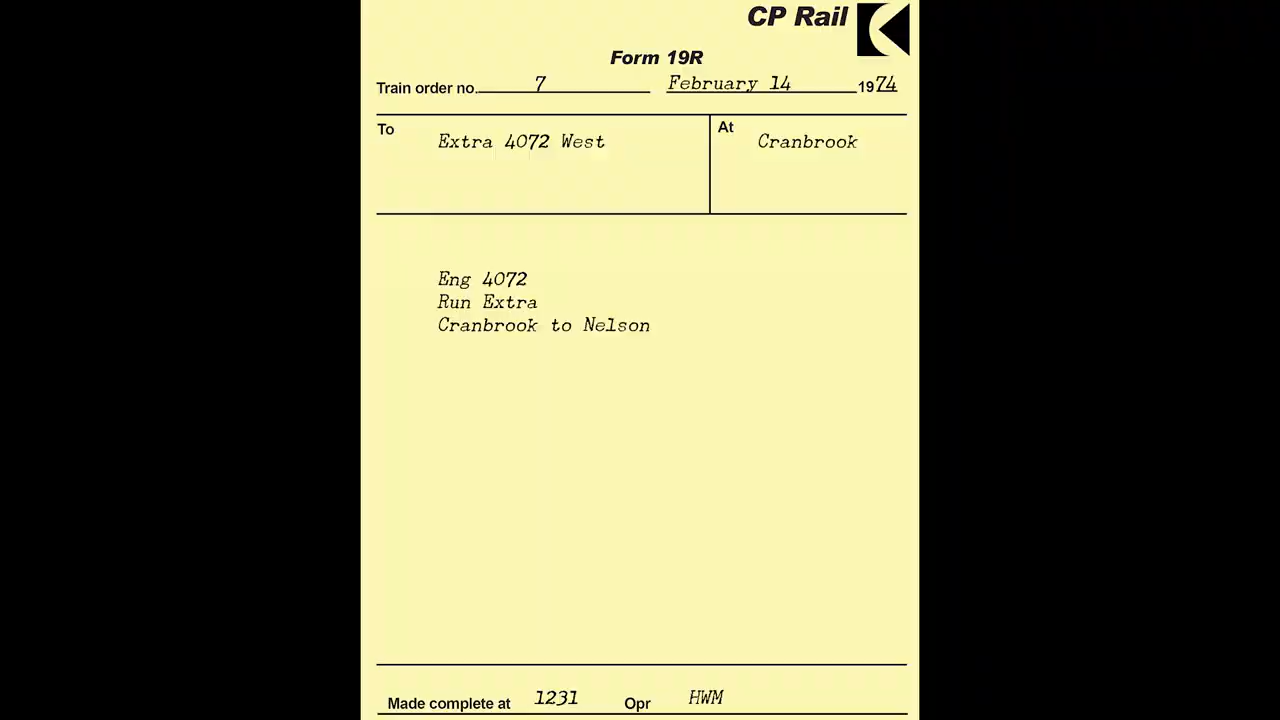 CP Rail
Form 19R
Train order no. 7 February 14 1974
To Extra 4072 West At Cranbrook
Eng 4072
Run Extra
Cranbrook to Nelson
Made complete at 1231 Opr HWM